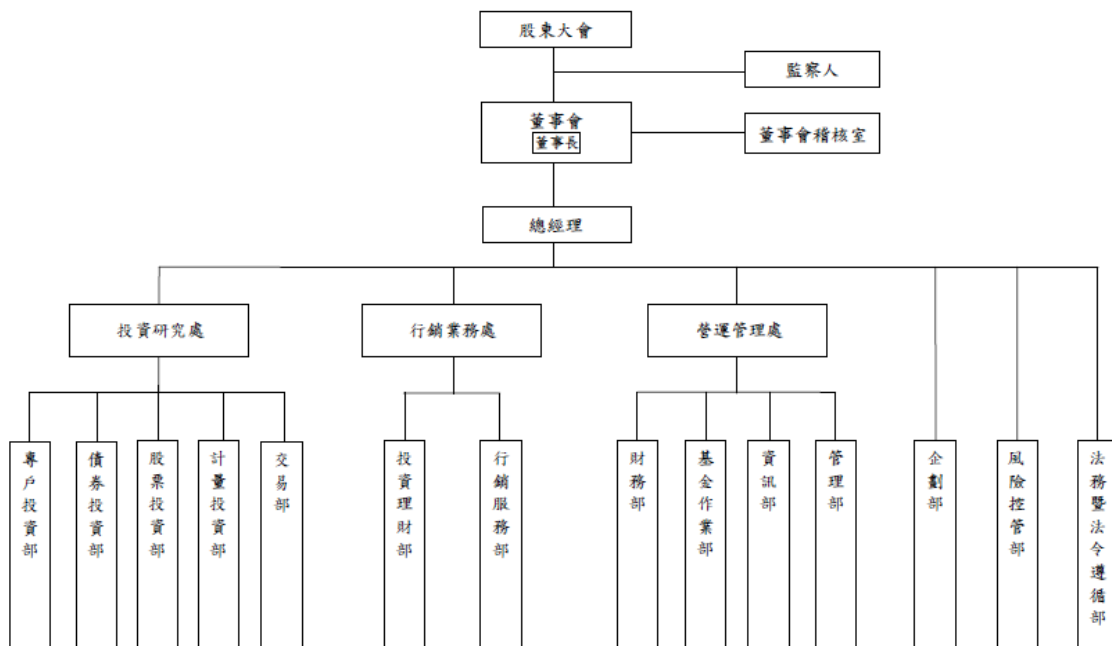 股東大會
監察人
董事會
董事長
董事會稽核室
總經理
投資研究處
行銷業務處
營運管理處
專戶投資部
債券投資部
股票投資部
計量投資部
交易部
投資理財部
行銷服務部
財務部
基金作業部
資訊部
管理部
企劃部
風險控管部
法務暨法令遵循部